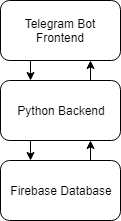 Telegram Bot
Frontend
Python Backend
Firebase Database